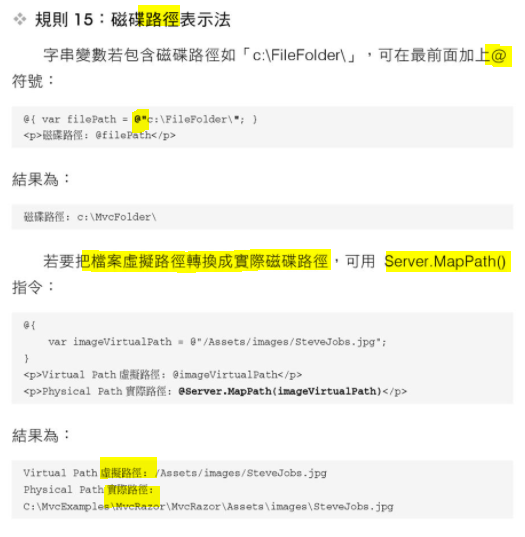 ❖ 規則 15：磁碟路徑表示法
字串變數若包含磁碟路徑如「c:\FileFolder\」，可在最前面加上@
符號：
@{ var filePath = @"c:\FileFolder\"; }
<p>磁碟路徑: @filePath</p>
結果為：
磁碟路徑: c:\MvcFolder\
若要把檔案虛擬路徑轉換成實際磁碟路徑，可用 Server.MapPath()
指令：
@{
var imageVirtualPath = @"/Assets/images/SteveJobs.jpg";
}
<p>Virtual Path 虛擬路徑: @imageVirtualPath</p>
<p>Physical Path 實際路徑: @Server.MapPath(imageVirtualPath)</p>
結果為：
Virtual Path 虛擬路徑: /Assets/images/SteveJobs.jpg
Physical Path 實際路徑:
C:\MvcExamples\MvcRazor\MvcRazor\Assets\images\SteveJobs.jpg